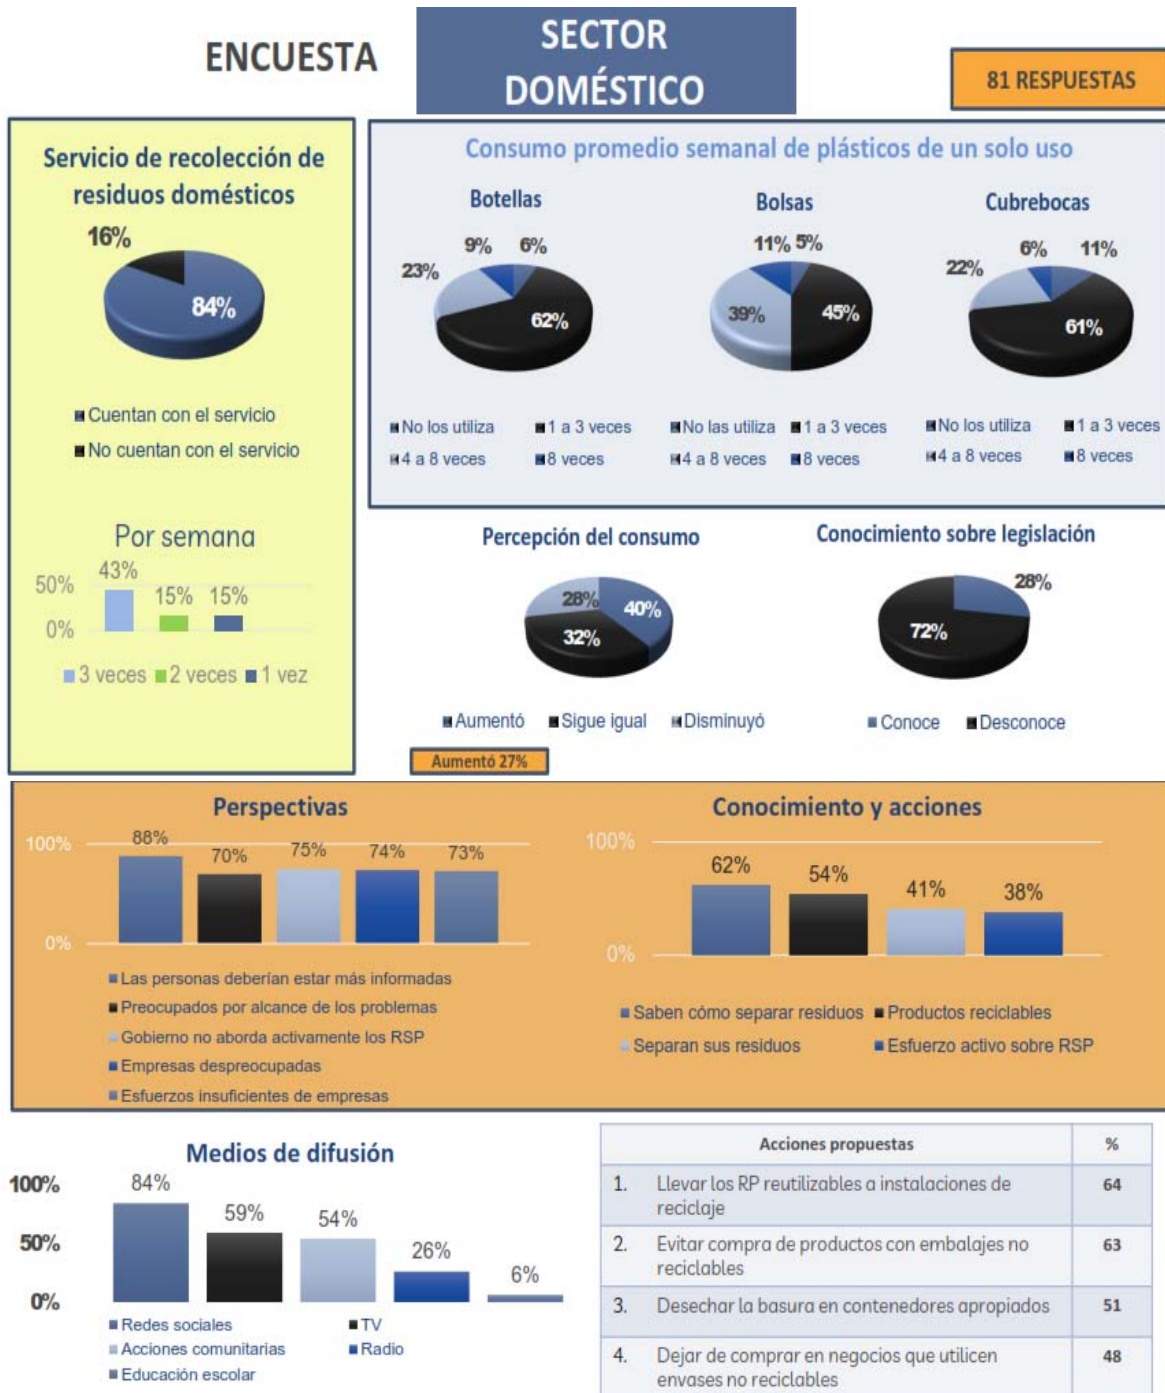 ENCUESTA
SECTOR
DOMÉSTICO
81 RESPUESTAS
Servicio de recolección de
residuos domésticos
16%
84%
Cuentan con el servicio
No cuentan con el servicio
Por semana
43%
50%
15% 15%
0%
3 veces 2 veces 1 vez
Consumo promedio semanal de plásticos de un solo uso
Botellas
9% 6%
23%
62%
No los utiliza 1 a 3 veces
4 a 8 veces 8 veces
Bolsas
11% 5%
39% 45%
No las utiliza 1 a 3 veces
4 a 8 veces 8 veces
Cubrebocas
6% 11%
22%
61%
No los utiliza 1 a 3 veces
4 a 8 veces 8 veces
Percepción del consumo
28% 40%
32%
Aumentó Sigue igual Disminuyó
Aumentó 27%
Conocimiento sobre legislación
28%
72%
Conoce Desconoce
Perspectivas
100%
88% 70% 75% 74% 73%
0%
Las personas deberían estar más informadas
Preocupados por alcance de los problemas
Gobierno no aborda activamente los RSP
Empresas despreocupadas
Esfuerzos insuficientes de empresas
Conocimiento y acciones
100%
62% 54% 41% 38%
0%
Saben cómo separar residuos Productos reciclables
Separan sus residuos Esfuerzo activo sobre RSP
Medios de difusión
100%
84%
59%
50%
54%
26%
6%
0%
Redes sociales TV
Acciones comunitarias Radio
Educación escolar
Acciones propuestas %
1. Llevar los RP reutilizables a instalaciones de 64
reciclaje
2. Evitar compra de productos con embalajes no 63
reciclables
3. Desechar la basura en contenedores apropiados 51
4. Dejar de comprar en negocios que utilicen 48
envases no reciclables